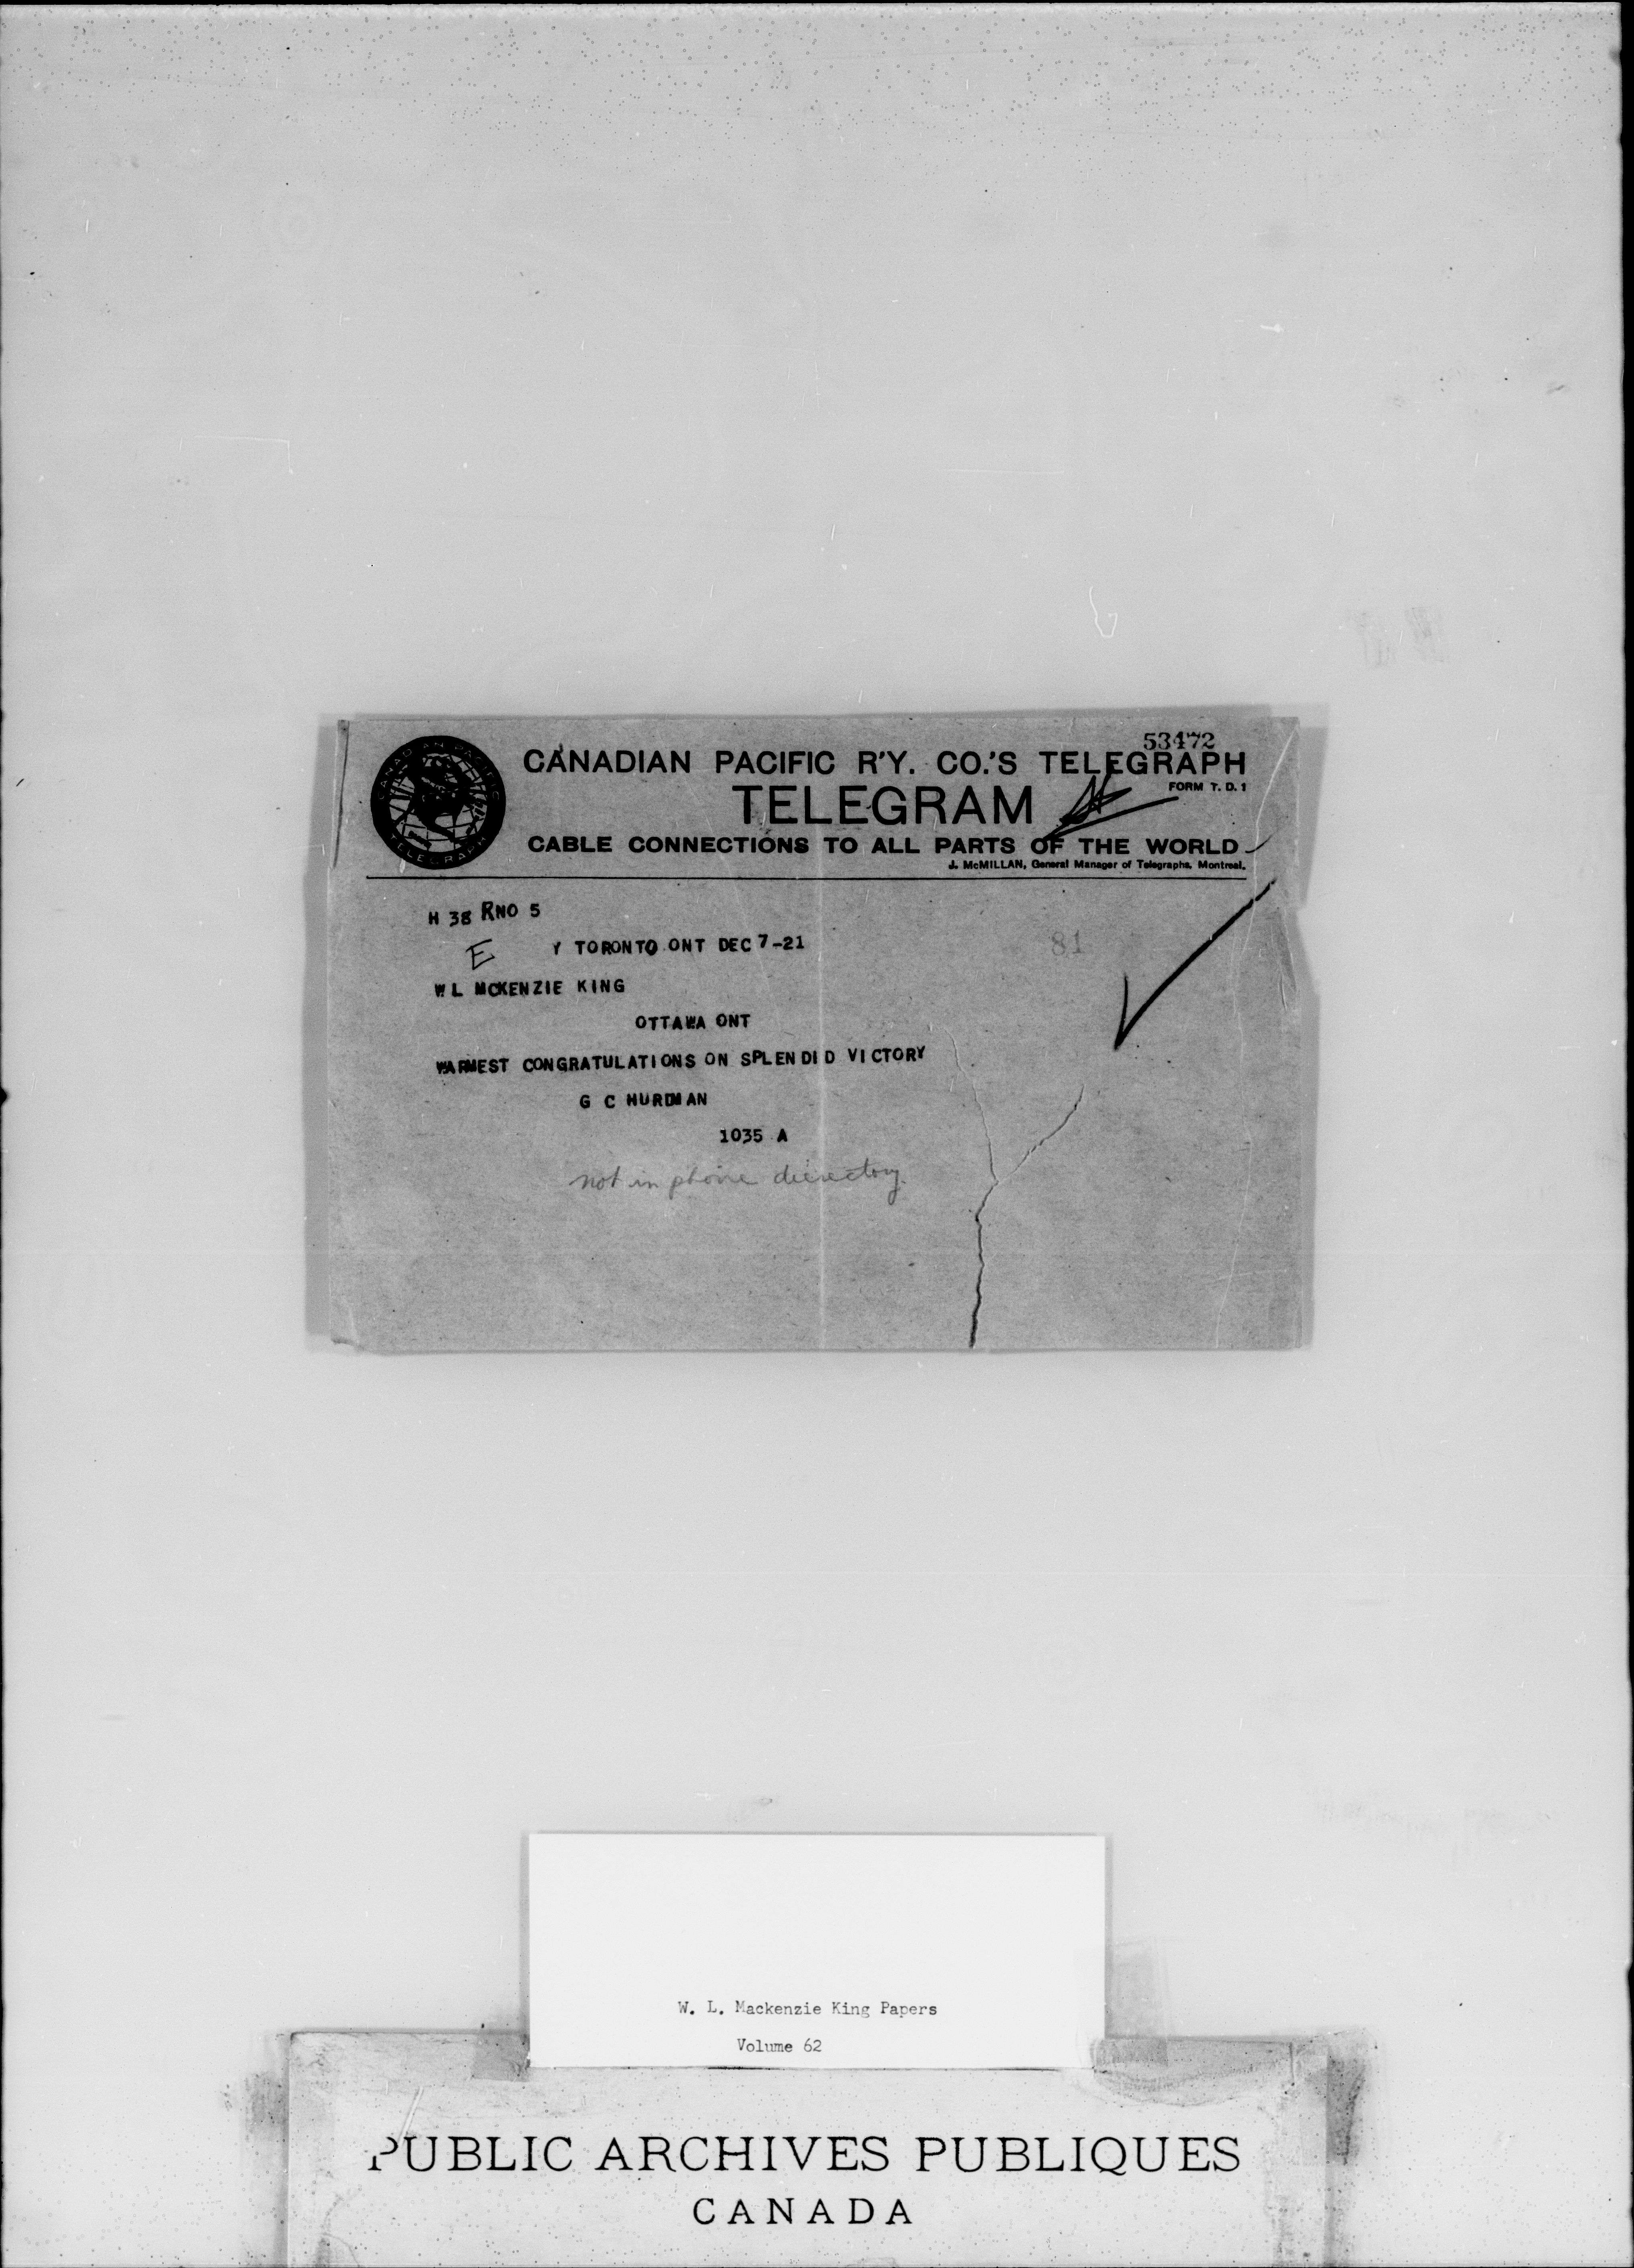 53472
CANADIAN PACIFIC R'Y. CO.'S TELEGRAPH
TELEGRAM
FORM T. D. 1
CABLE CONNECTIONS TO ALL PARTS OF THE WORLD
J. McMILLAN, General Manager of Telegraphs, Montreal.
H 38 RNO 5
E Y TORONTO ONT DEC 7-21
81
W L MCKENZIE KING
OTTAWA ONT
WARMEST CONGRATULATIONS ON SPLENDID VICTORY
G C HURDMAN
1035 A
not in phone directory.
W. L. Mackenzie King Papers
Volume 62
PUBLIC ARCHIVES PUBLIQUES
CANADA